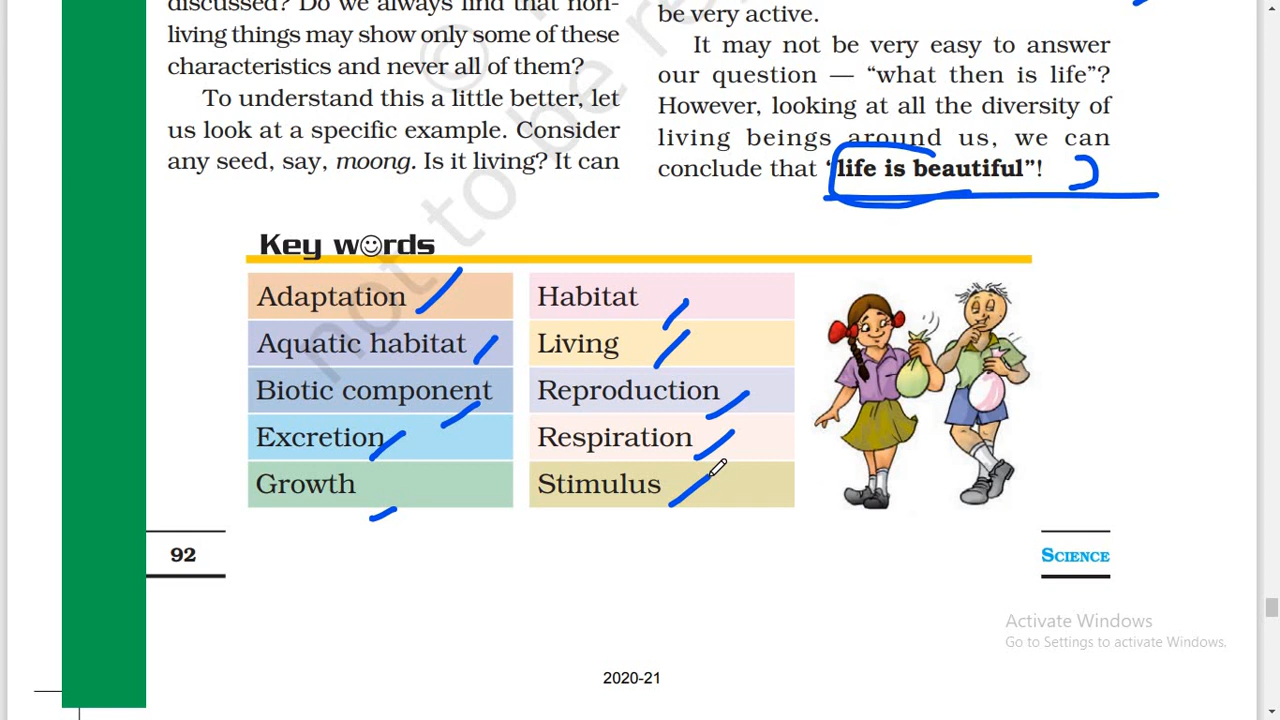 discussed? Do we always find that non-
living things may show only some of these
characteristics and never all of them?
To understand this a little better, let
us look at a specific example. Consider
any seed, say, moong. Is it living? It can
be very active.
It may not be very easy to answer
our question — “what then is life”?
However, looking at all the diversity of
living beings around us, we can
conclude that “life is beautiful”!
Key words
Adaptation
Aquatic habitat
Biotic component
Excretion
Growth
Habitat
Living
Reproduction
Respiration
Stimulus
92
SCIENCE
2020-21
© 
not to be re
Activate Windows
Go to Settings to activate Windows.